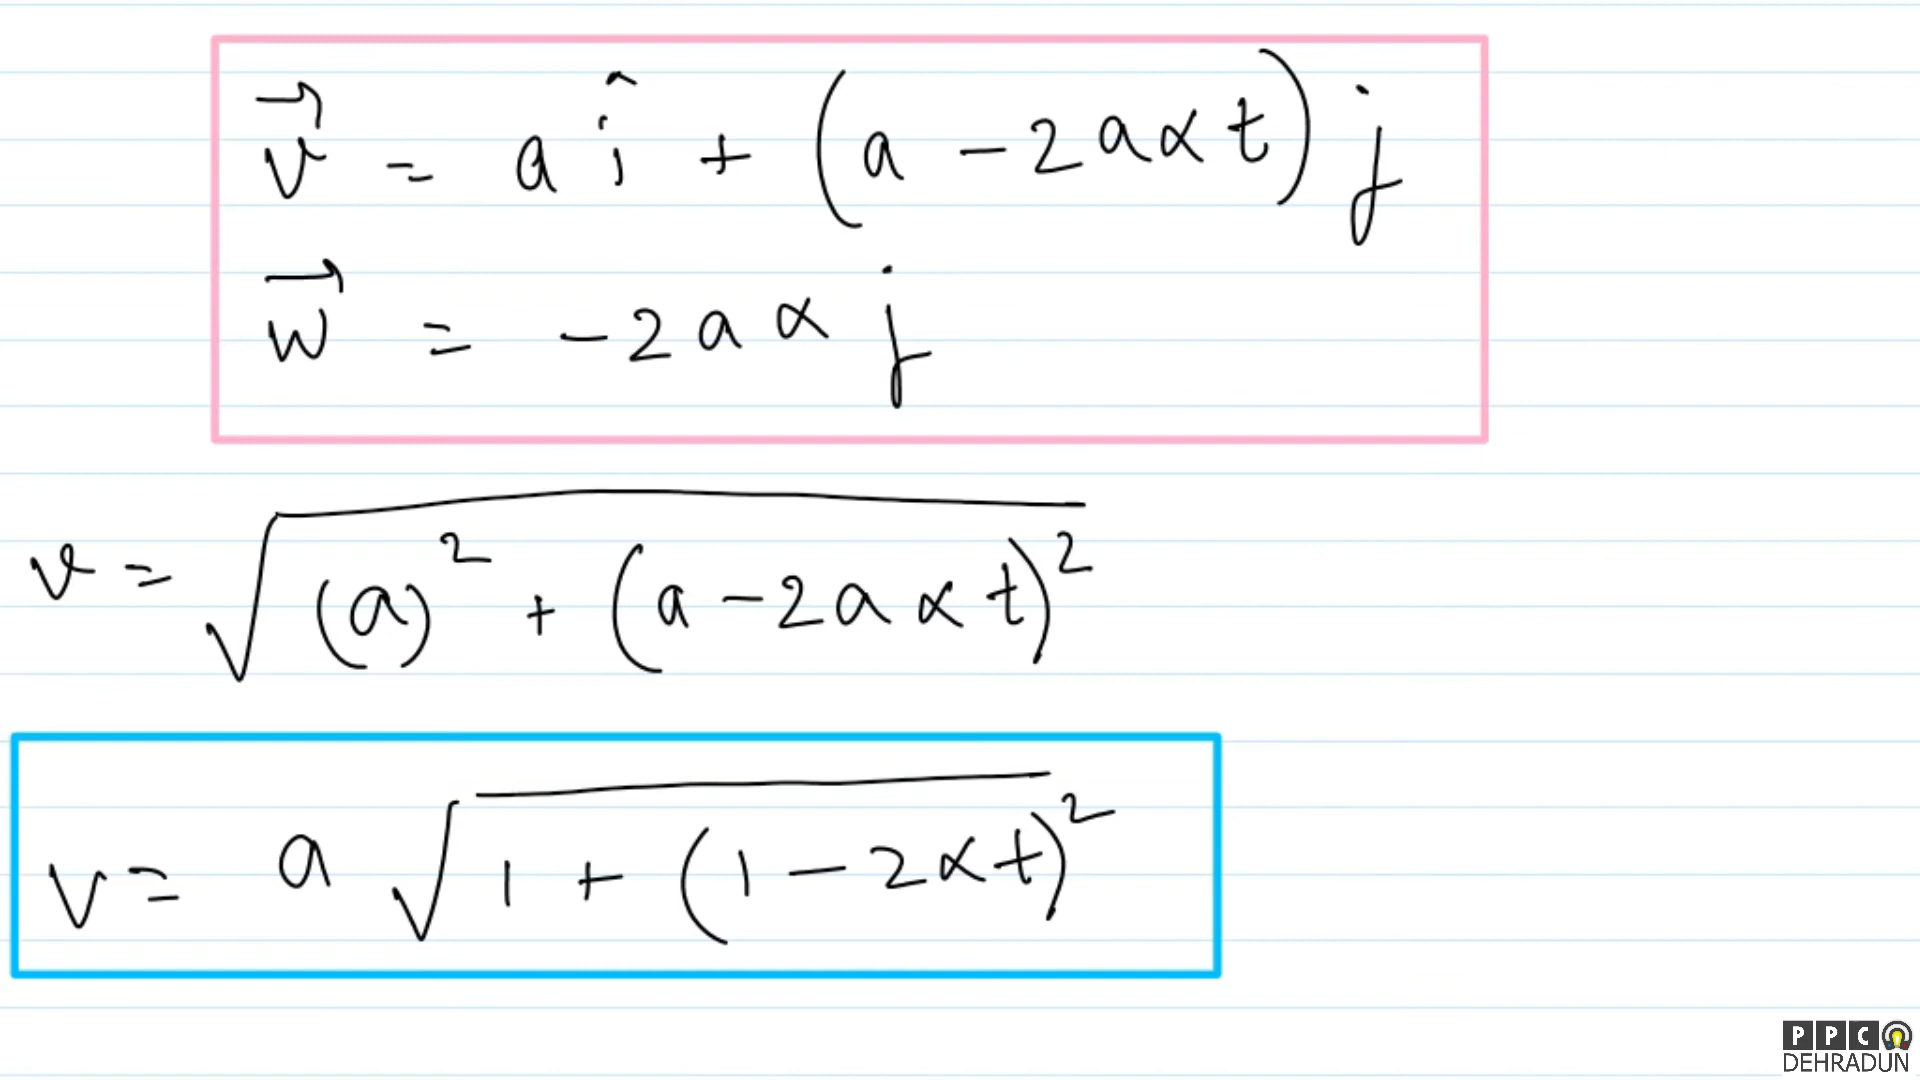 v⃗ = a î + (a − 2aαt) j
w⃗ = −2aα j
v = √((a)² + (a − 2aαt)²)
v = a √(1 + (1 − 2αt)²)
PPC
DEHRADUN